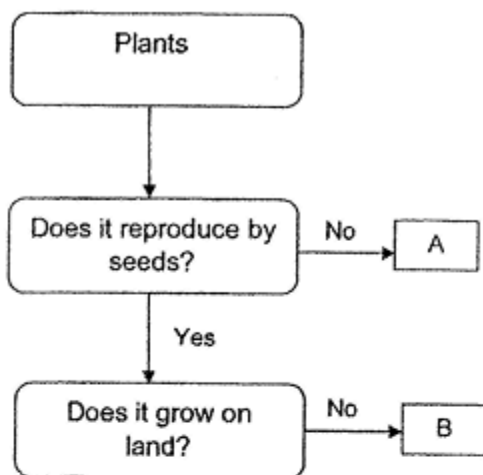 Plants
Does it reproduce by
seeds?
No
A
Yes
Does it grow on
land?
No
B